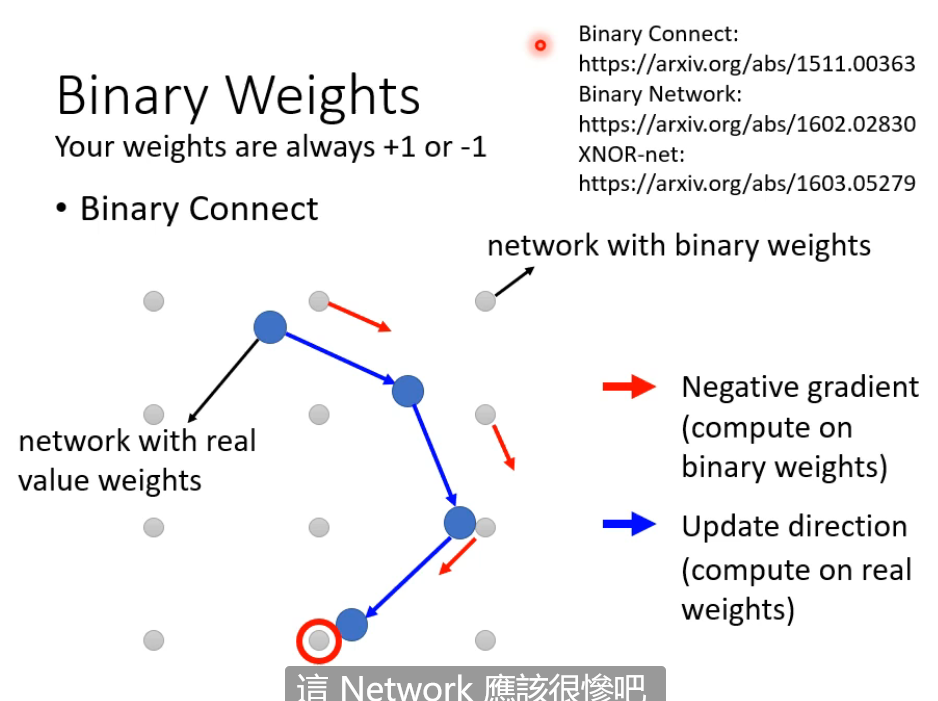 Binary Connect:
https://arxiv.org/abs/1511.00363
Binary Network:
https://arxiv.org/abs/1602.02830
XNOR-net:
https://arxiv.org/abs/1603.05279
Binary Weights
Your weights are always +1 or -1
• Binary Connect
network with binary weights
network with real
value weights
Negative gradient
(compute on
binary weights)
Update direction
(compute on real
weights)
這 Network 應該很慘吧